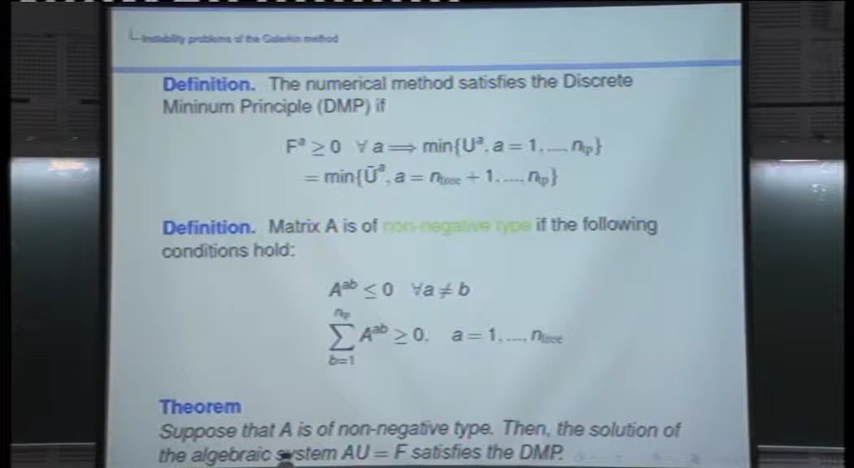 Instability problems of the Galerkin method
Definition. The numerical method satisfies the Discrete
Mininum Principle (DMP) if
Fᵃ ≥ 0 ∀ a ⟹ min{Uᵃ, a = 1, ..., nₚ}
= min{Ūᵃ, a = n_free + 1, ..., nₚ}
Definition. Matrix A is of non-negative type if the following
conditions hold:
Aᵃᵇ ≤ 0 ∀a ≠ b
∑_{b=1}^{nₚ} Aᵃᵇ ≥ 0, a = 1, ..., n_free
Theorem
Suppose that A is of non-negative type. Then, the solution of
the algebraic system AU = F satisfies the DMP.